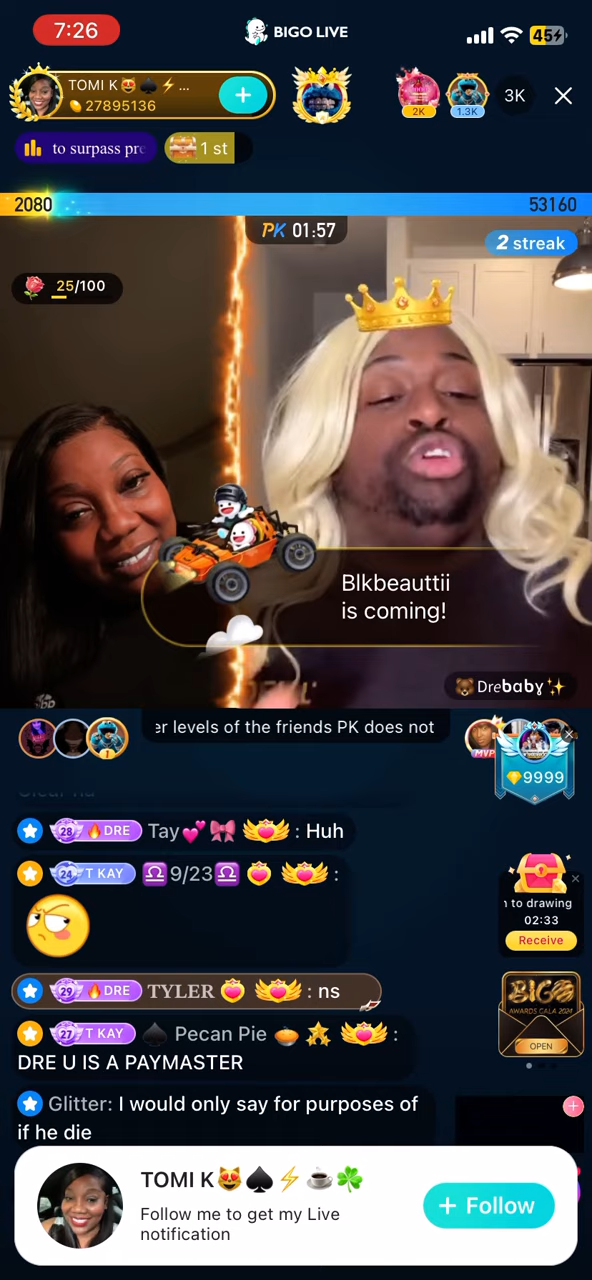 7:26
BIGO LIVE
45
TOMI K😻♠️⚡ ...
27895136
2K
1.3K
3K
to surpass pr
1 st
2080
53160
PK 01:57
2 streak
25/100
Blkbeauttii
is coming!
🐻Drebaby✨
er levels of the friends PK does not
MVP
9999
28 🔥DRE Tay💕🎀 : Huh
24 T KAY ♎9/23♎ :
to drawing
02:33
Receive
29 🔥DRE TYLER : ns
BIGO
AWARDS GALA 2024
OPEN
27 T KAY ♠️ Pecan Pie 🥧 :
DRE U IS A PAYMASTER
Glitter: I would only say for purposes of
if he die
TOMI K😻♠️⚡☕☘️
Follow me to get my Live
notification
+ Follow